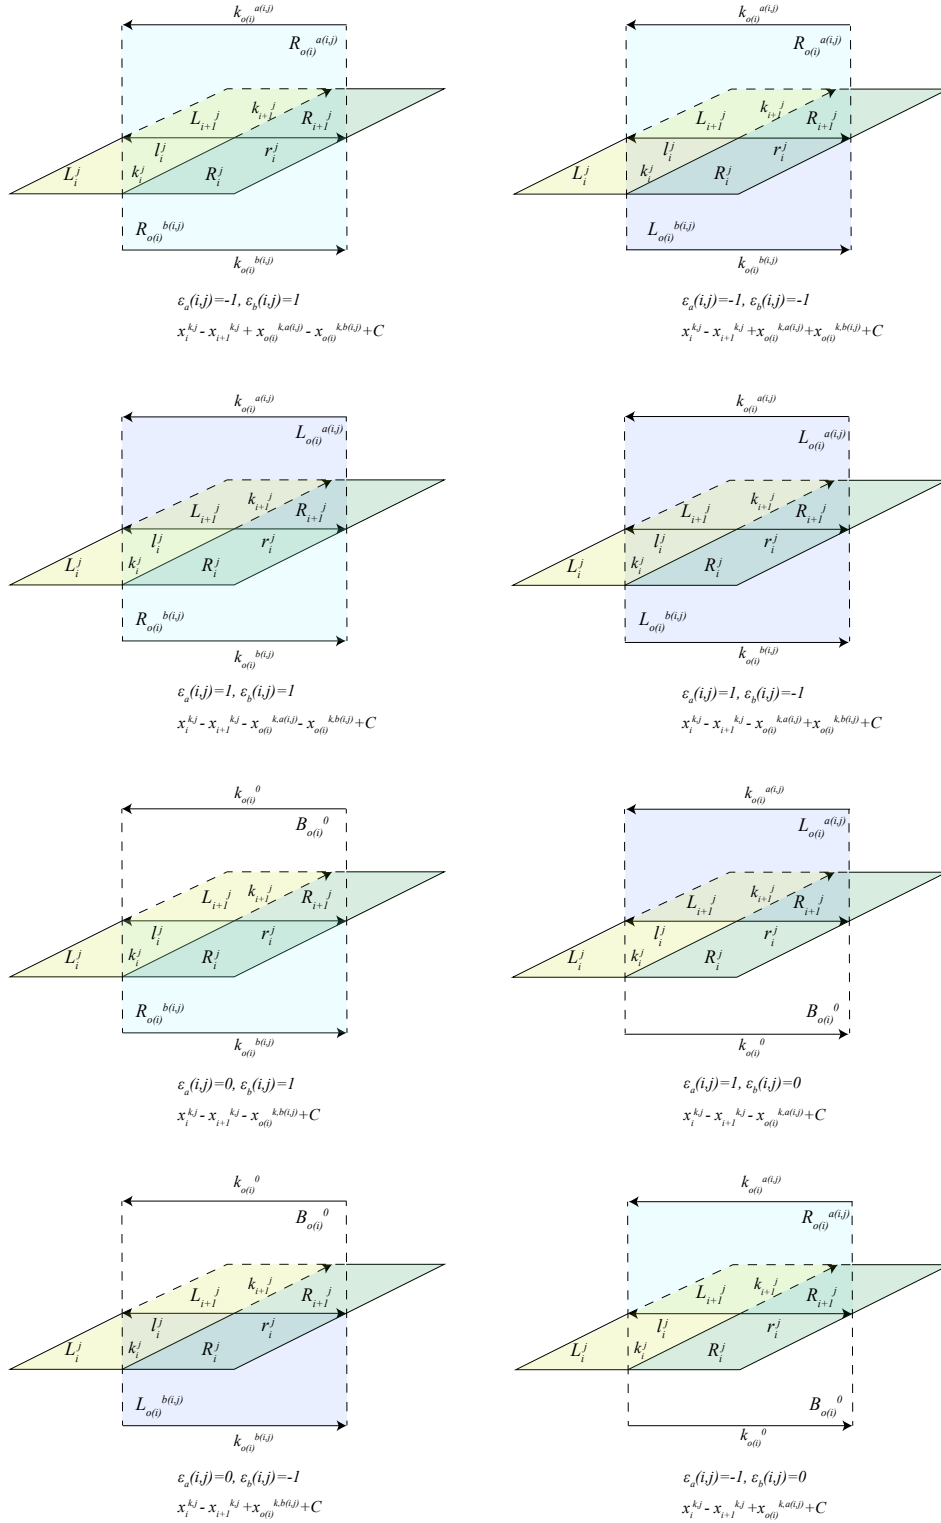 k_{o(i)}^{a(i,j)}
R_{o(i)}^{a(i,j)}
k_{i+1}^j
L_{i+1}^j R_{i+1}^j
l_i^j r_i^j
L_i^j k_i^j R_i^j
R_{o(i)}^{b(i,j)}
k_{o(i)}^{b(i,j)}
ε_a(i,j)=-1, ε_b(i,j)=1
x_i^{k,j} - x_{i+1}^{k,j} + x_{o(i)}^{k,a(i,j)} - x_{o(i)}^{k,b(i,j)} + C
k_{o(i)}^{a(i,j)}
R_{o(i)}^{a(i,j)}
k_{i+1}^j
L_{i+1}^j R_{i+1}^j
l_i^j r_i^j
L_i^j k_i^j R_i^j
L_{o(i)}^{b(i,j)}
k_{o(i)}^{b(i,j)}
ε_a(i,j)=-1, ε_b(i,j)=-1
x_i^{k,j} - x_{i+1}^{k,j} + x_{o(i)}^{k,a(i,j)} + x_{o(i)}^{k,b(i,j)} + C
k_{o(i)}^{a(i,j)}
L_{o(i)}^{a(i,j)}
k_{i+1}^j
L_{i+1}^j R_{i+1}^j
l_i^j r_i^j
L_i^j k_i^j R_i^j
R_{o(i)}^{b(i,j)}
k_{o(i)}^{b(i,j)}
ε_a(i,j)=1, ε_b(i,j)=1
x_i^{k,j} - x_{i+1}^{k,j} - x_{o(i)}^{k,a(i,j)} - x_{o(i)}^{k,b(i,j)} + C
k_{o(i)}^{a(i,j)}
L_{o(i)}^{a(i,j)}
k_{i+1}^j
L_{i+1}^j R_{i+1}^j
l_i^j r_i^j
L_i^j k_i^j R_i^j
L_{o(i)}^{b(i,j)}
k_{o(i)}^{b(i,j)}
ε_a(i,j)=1, ε_b(i,j)=-1
x_i^{k,j} - x_{i+1}^{k,j} - x_{o(i)}^{k,a(i,j)} + x_{o(i)}^{k,b(i,j)} + C
k_{o(i)}^0
B_{o(i)}^0
k_{i+1}^j
L_{i+1}^j R_{i+1}^j
l_i^j r_i^j
L_i^j k_i^j R_i^j
R_{o(i)}^{b(i,j)}
k_{o(i)}^{b(i,j)}
ε_a(i,j)=0, ε_b(i,j)=1
x_i^{k,j} - x_{i+1}^{k,j} - x_{o(i)}^{k,b(i,j)} + C
k_{o(i)}^{a(i,j)}
L_{o(i)}^{a(i,j)}
k_{i+1}^j
L_{i+1}^j R_{i+1}^j
l_i^j r_i^j
L_i^j k_i^j R_i^j
B_{o(i)}^0
k_{o(i)}^0
ε_a(i,j)=1, ε_b(i,j)=0
x_i^{k,j} - x_{i+1}^{k,j} - x_{o(i)}^{k,a(i,j)} + C
k_{o(i)}^0
B_{o(i)}^0
k_{i+1}^j
L_{i+1}^j R_{i+1}^j
l_i^j r_i^j
L_i^j k_i^j R_i^j
L_{o(i)}^{b(i,j)}
k_{o(i)}^{b(i,j)}
ε_a(i,j)=0, ε_b(i,j)=-1
x_i^{k,j} - x_{i+1}^{k,j} + x_{o(i)}^{k,b(i,j)} + C
k_{o(i)}^{a(i,j)}
R_{o(i)}^{a(i,j)}
k_{i+1}^j
L_{i+1}^j R_{i+1}^j
l_i^j r_i^j
L_i^j k_i^j R_i^j
B_{o(i)}^0
k_{o(i)}^0
ε_a(i,j)=-1, ε_b(i,j)=0
x_i^{k,j} - x_{i+1}^{k,j} + x_{o(i)}^{k,a(i,j)} + C